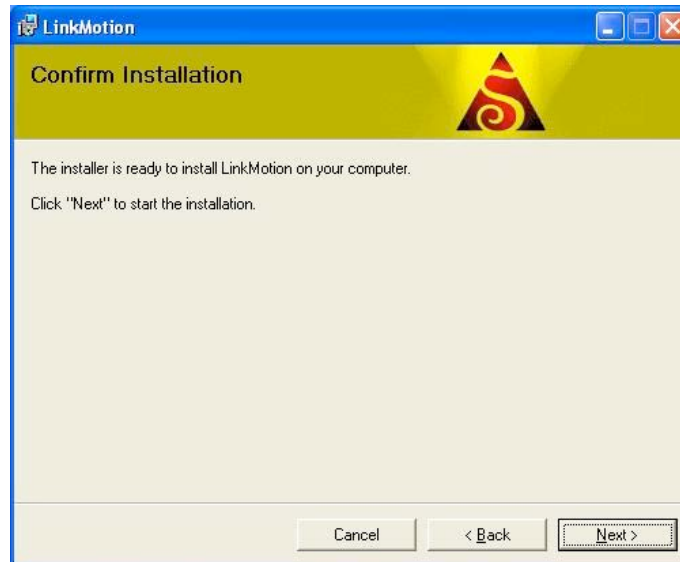 LinkMotion
Confirm Installation
The installer is ready to install LinkMotion on your computer.
Click "Next" to start the installation.
Cancel
< Back
Next >